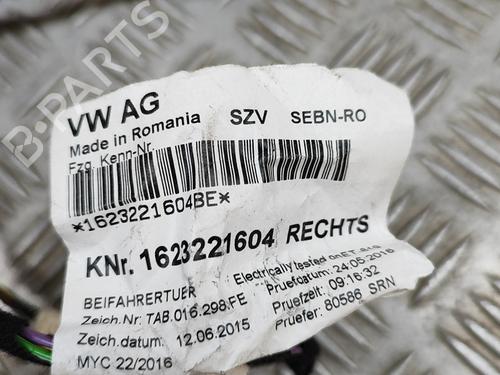 B-PARTS
VW AG
Made in Romania SZV SEBN-RO
Fzg. Kenn-Nr.
*1623221604BE*
KNr. 1623221604 RECHTS
BEIFAHRERTUER Electrically tested
Zeich.Nr: TAB.016.298.FE Pruefdatum: 24.05.2016
Zeich.datum: 12.06.2015 Pruefzeit: 09:16:32
MYC 22/2016 Pruefer: 80586 SRN